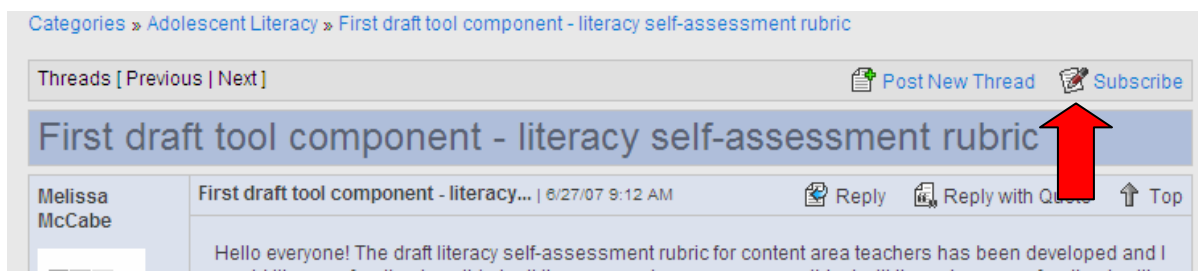 Categories » Adolescent Literacy » First draft tool component - literacy self-assessment rubric
Threads [ Previous | Next ] Post New Thread Subscribe
First draft tool component - literacy self-assessment rubric
Melissa McCabe
First draft tool component - literacy... | 6/27/07 9:12 AM Reply Reply with Quote Top
Hello everyone! The draft literacy self-assessment rubric for content area teachers has been developed and I